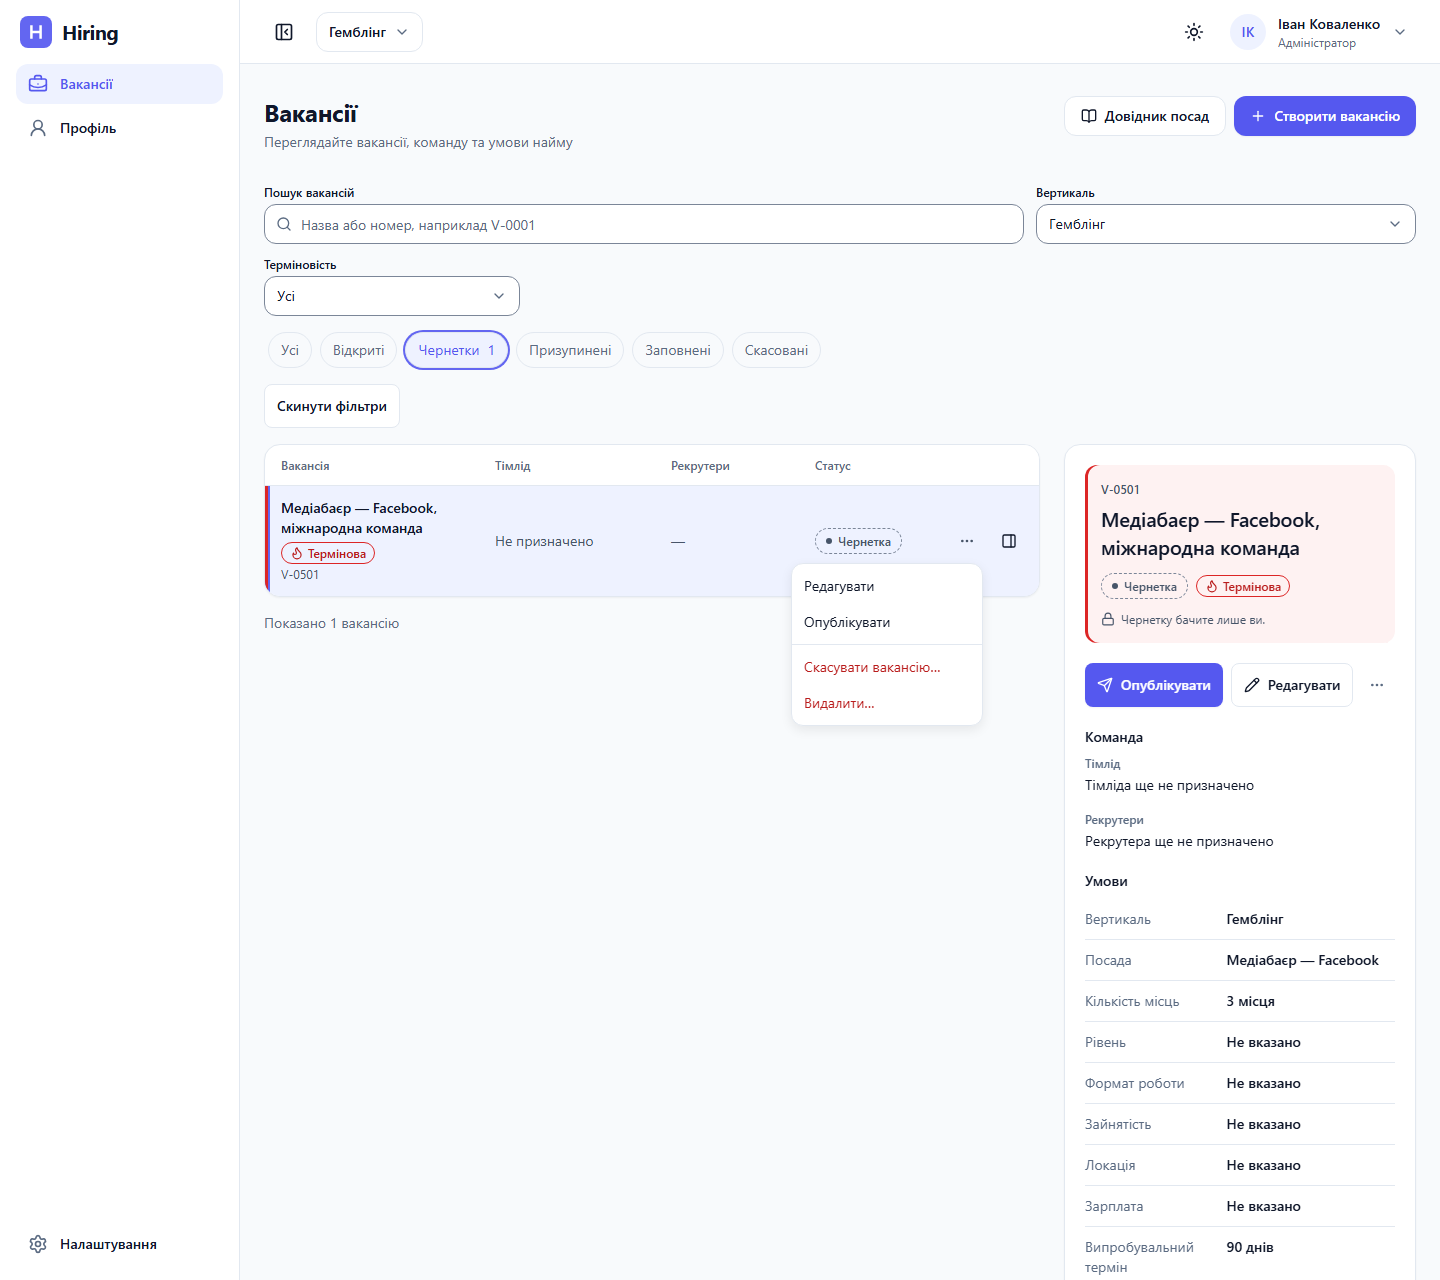 H Hiring
Вакансії
Профіль
Налаштування
Гемблінг
ІК
Іван Коваленко
Адміністратор
Вакансії
Переглядайте вакансії, команду та умови найму
Довідник посад
Створити вакансію
Пошук вакансій
Назва або номер, наприклад V-0001
Вертикаль
Гемблінг
Терміновість
Усі
Усі
Відкриті
Чернетки 1
Призупинені
Заповнені
Скасовані
Скинути фільтри
Вакансія
Тімлід
Рекрутери
Статус
Медіабаєр — Facebook,
міжнародна команда
Термінова
V-0501
Не призначено
—
Чернетка
Редагувати
Опублікувати
Скасувати вакансію...
Видалити...
Показано 1 вакансію
V-0501
Медіабаєр — Facebook,
міжнародна команда
Чернетка
Термінова
Чернетку бачите лише ви.
Опублікувати
Редагувати
Команда
Тімлід
Тімліда ще не призначено
Рекрутери
Рекрутера ще не призначено
Умови
Вертикаль Гемблінг
Посада Медіабаєр — Facebook
Кількість місць 3 місця
Рівень Не вказано
Формат роботи Не вказано
Зайнятість Не вказано
Локація Не вказано
Зарплата Не вказано
Випробувальний 90 днів
термін